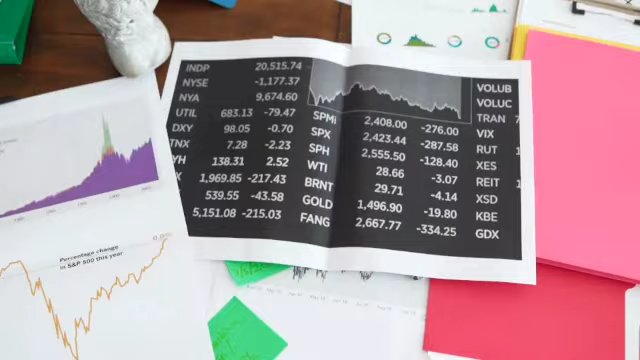 INDP 20,515.74
NYSE -1,177.37
NYA 9,674.60
UTIL 683.13 -79.47
DXY 98.05 -0.70
TNX 7.28 -2.23
YH 138.31 2.52
X 1,969.85 -217.43
539.55 -43.58
5,151.08 -215.03
SPMI 2,408.00 -276.00
SPX 2,423.44 -287.58
SPH 2,555.50 -128.40
WTI 28.66 -3.07
BRNT 29.71 -4.14
GOLD 1,496.90 -19.80
FANG 2,667.77 -334.25
VOLUB
VOLUC
TRAN 7
VIX
RUT
XES
REIT
XSD
KBE
GDX
Percentage change
in S&P 500 this year